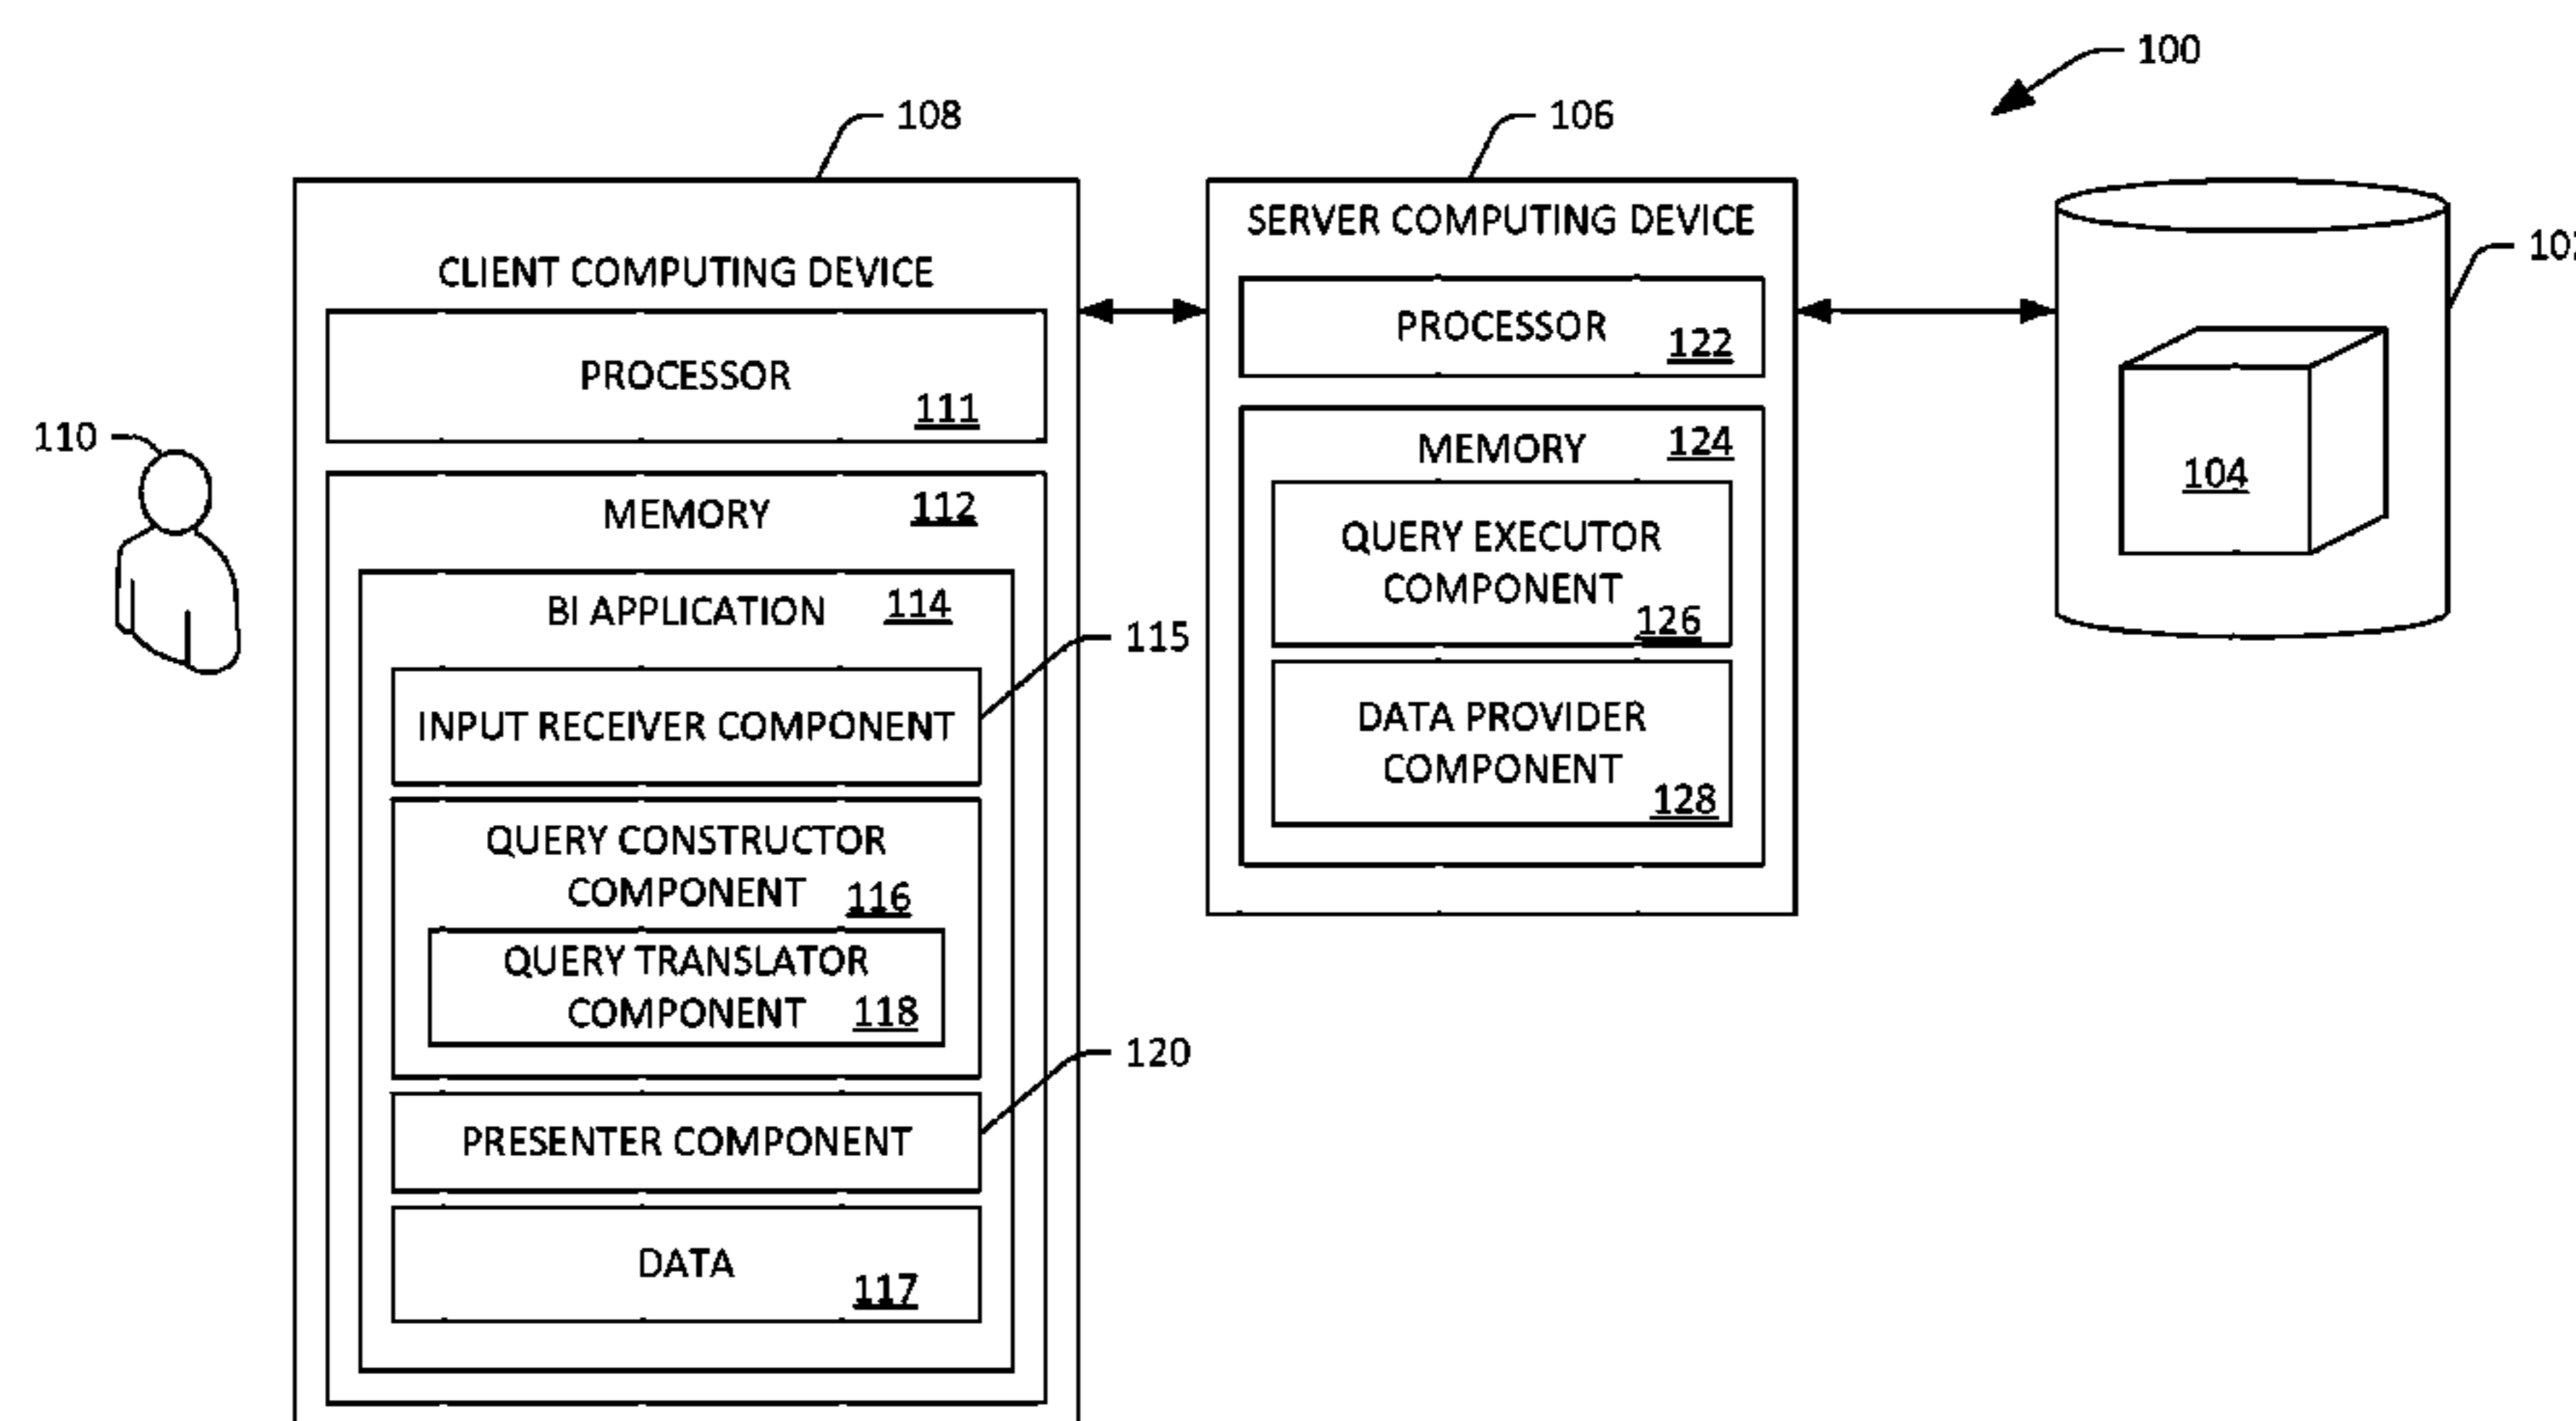 100
108
106
SERVER COMPUTING DEVICE
CLIENT COMPUTING DEVICE
PROCESSOR
122
PROCESSOR
111
110
MEMORY
124
104
MEMORY
112
QUERY EXECUTOR
COMPONENT
126
BI APPLICATION
114
115
INPUT RECEIVER COMPONENT
DATA PROVIDER
COMPONENT
128
QUERY CONSTRUCTOR
COMPONENT
116
QUERY TRANSLATOR
COMPONENT
118
120
PRESENTER COMPONENT
DATA
117